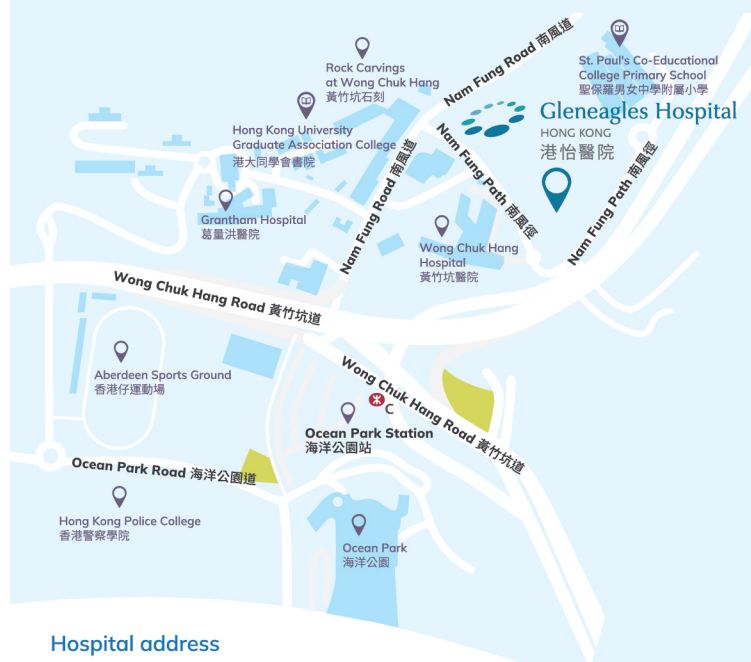 Nam Fung Road 南風道
St. Paul's Co-Educational
College Primary School
聖保羅男女中學附屬小學
Rock Carvings
at Wong Chuk Hang
黃竹坑石刻
Gleneagles Hospital
HONG KONG
港怡醫院
Hong Kong University
Graduate Association College
港大同學會書院
Nam Fung Path 南風徑
Nam Fung Road 南風道
Nam Fung Path 南風徑
Grantham Hospital
葛量洪醫院
Wong Chuk Hang
Hospital
黃竹坑醫院
Wong Chuk Hang Road 黃竹坑道
Aberdeen Sports Ground
香港仔運動場
Wong Chuk Hang Road 黃竹坑道
C
Ocean Park Station
海洋公園站
Ocean Park Road 海洋公園道
Hong Kong Police College
香港警察學院
Ocean Park
海洋公園
Hospital address